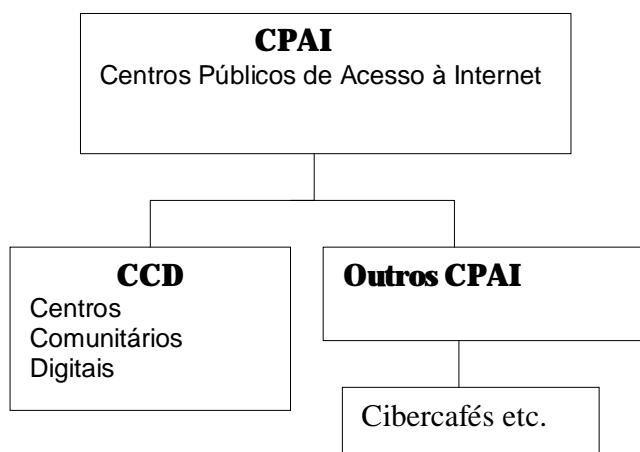 CPAI
Centros Públicos de Acesso à Internet
CCD
Centros
Comunitários
Digitais
Outros CPAI
Cibercafés etc.